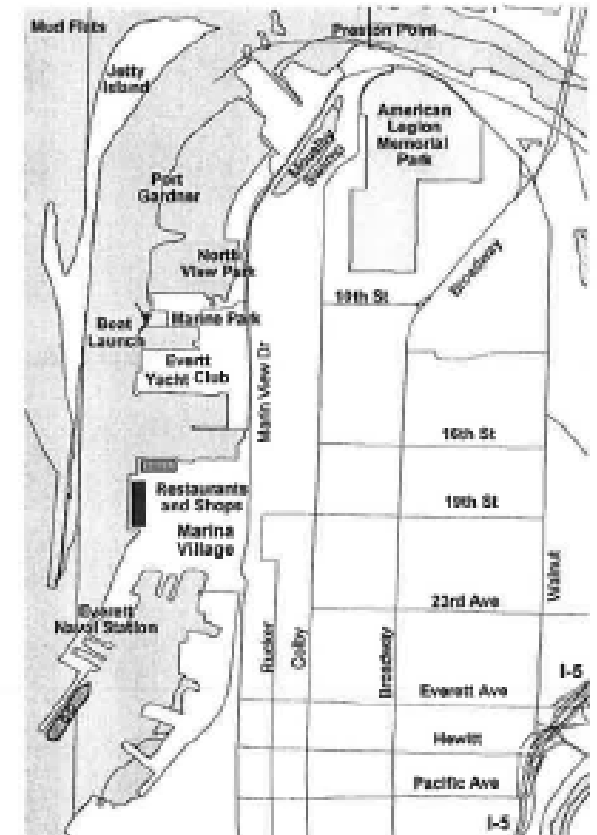 Mud Flats
Preston Point
Jetty
Island
American
Legion
Memorial
Park
Port
Gardner
North
View Park
Broadway
10th St
Boat
Launch
Marine Park
Everett
Yacht Club
Marin View Dr
16th St
Restaurants
and Shops
19th St
Marina
Village
Walnut
23rd Ave
Everett
Naval Station
Rucker
Colby
Broadway
I-5
Everett Ave
Hewitt
Pacific Ave
I-5